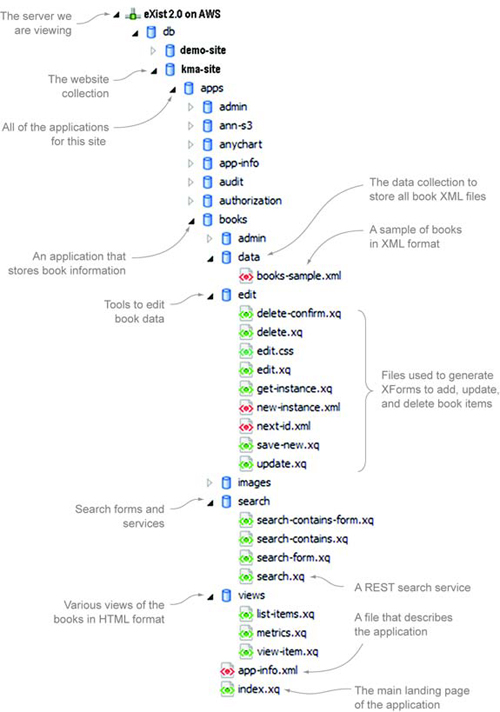 The server we
are viewing
eXist 2.0 on AWS
db
demo-site
The website
collection
kma-site
apps
All of the applications
for this site
admin
ann-s3
anychart
app-info
audit
authorization
books
An application that
stores book information
admin
data
The data collection to
store all book XML files
books-sample.xml
A sample of books
in XML format
Tools to edit
book data
edit
delete-confirm.xq
delete.xq
edit.css
edit.xq
get-instance.xq
new-instance.xml
next-id.xml
save-new.xq
update.xq
Files used to generate
XForms to add, update,
and delete book items
images
Search forms and
services
search
search-contains-form.xq
search-contains.xq
search-form.xq
search.xq
A REST search service
Various views of the
books in HTML format
views
list-items.xq
metrics.xq
view-item.xq
app-info.xml
A file that describes
the application
index.xq
The main landing page
of the application